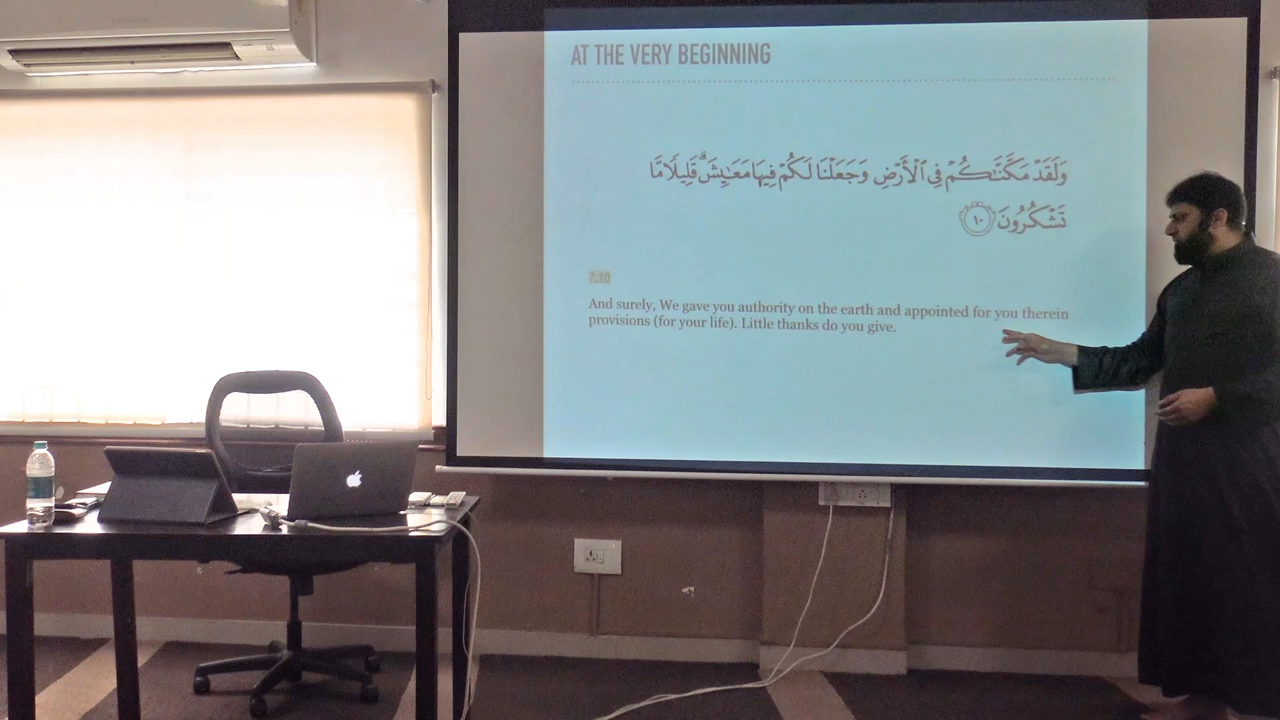 AT THE VERY BEGINNING
وَلَقَدْ مَكَّنَّـٰكُمْ فِى ٱلْأَرْضِ وَجَعَلْنَا لَكُمْ فِيهَا مَعَـٰيِشَ ۗ قَلِيلًا مَّا
تَشْكُرُونَ ١٠
7:10
And surely, We gave you authority on the earth and appointed for you therein
provisions (for your life). Little thanks do you give.